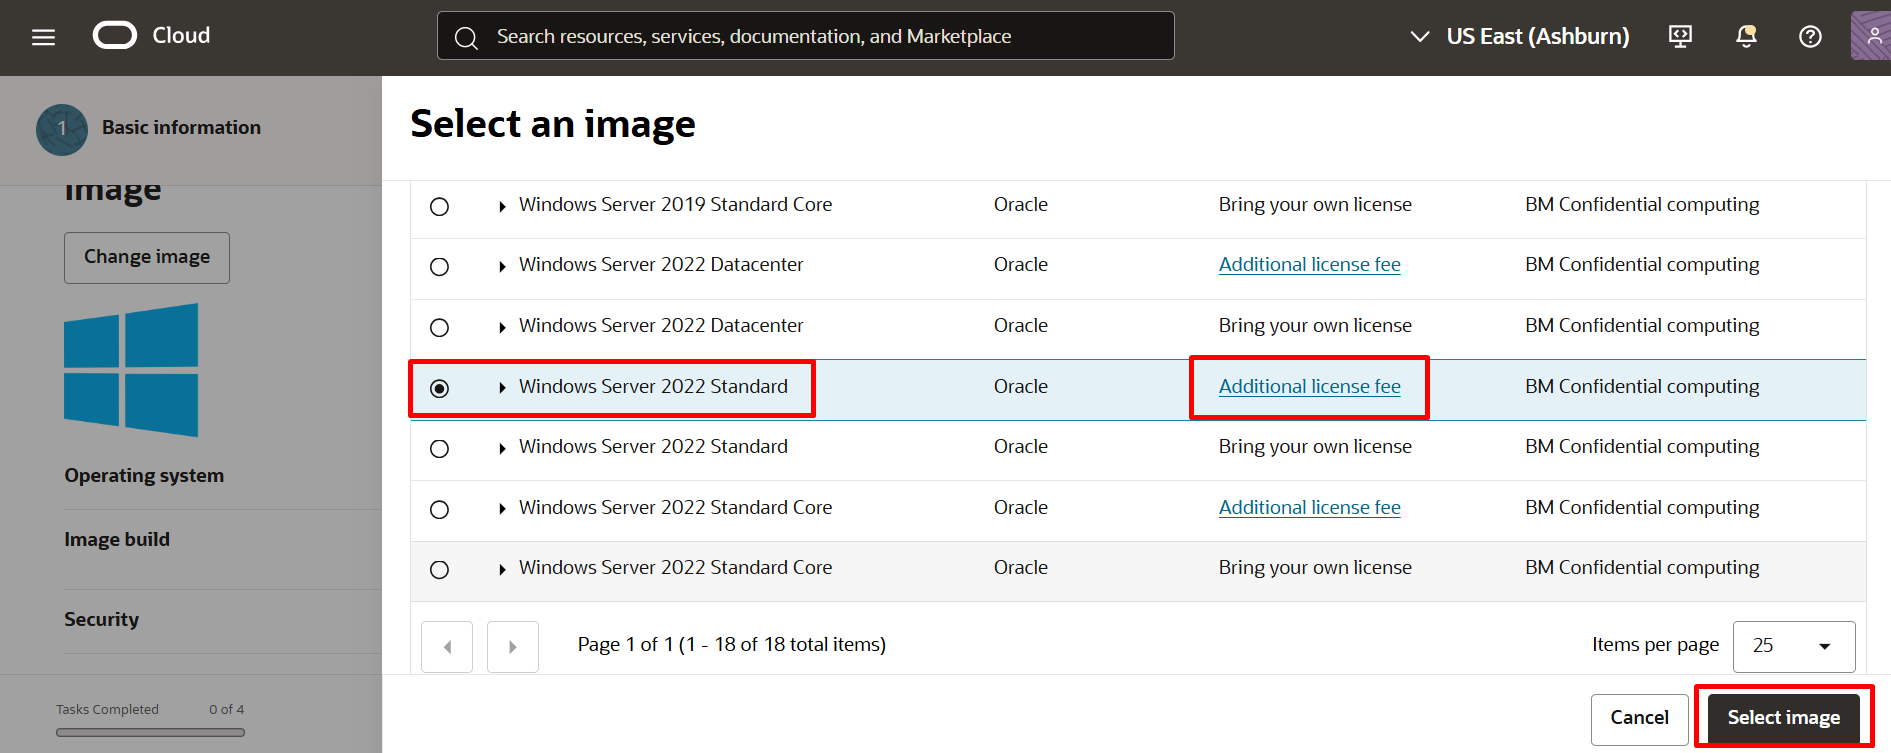 Cloud
Search resources, services, documentation, and Marketplace
US East (Ashburn)
1 Basic information
Image
Change image
Operating system
Image build
Security
Tasks Completed 0 of 4
Select an image
Windows Server 2019 Standard Core Oracle Bring your own license BM Confidential computing
Windows Server 2022 Datacenter Oracle Additional license fee BM Confidential computing
Windows Server 2022 Datacenter Oracle Bring your own license BM Confidential computing
Windows Server 2022 Standard Oracle Additional license fee BM Confidential computing
Windows Server 2022 Standard Oracle Bring your own license BM Confidential computing
Windows Server 2022 Standard Core Oracle Additional license fee BM Confidential computing
Windows Server 2022 Standard Core Oracle Bring your own license BM Confidential computing
Page 1 of 1 (1 - 18 of 18 total items) Items per page 25
Cancel Select image